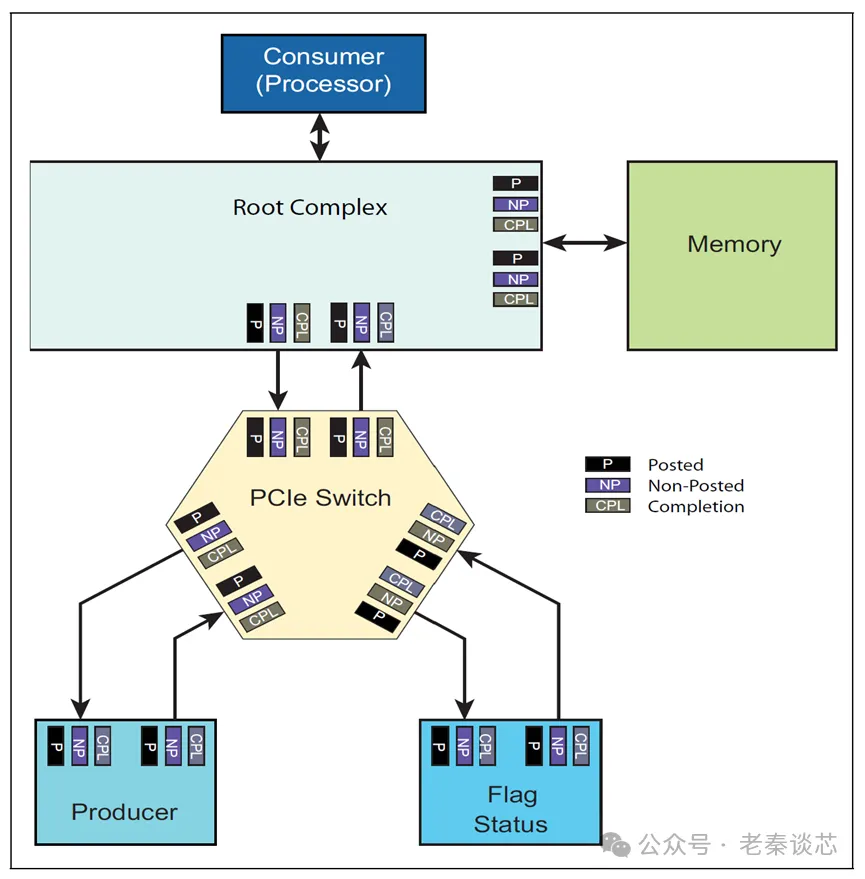 Consumer
(Processor)
Root Complex
P
NP
CPL
P
NP
CPL
Memory
P
NP
CPL
P
NP
CPL
P
NP
CPL
P
NP
CPL
PCIe Switch
P
NP
CPL
P
NP
CPL
CPL
NP
P
CPL
NP
P
P
Posted
NP
Non-Posted
CPL
Completion
P
NP
CPL
P
NP
CPL
Producer
P
NP
CPL
P
NP
CPL
Flag
Status
公众号 · 老秦谈芯